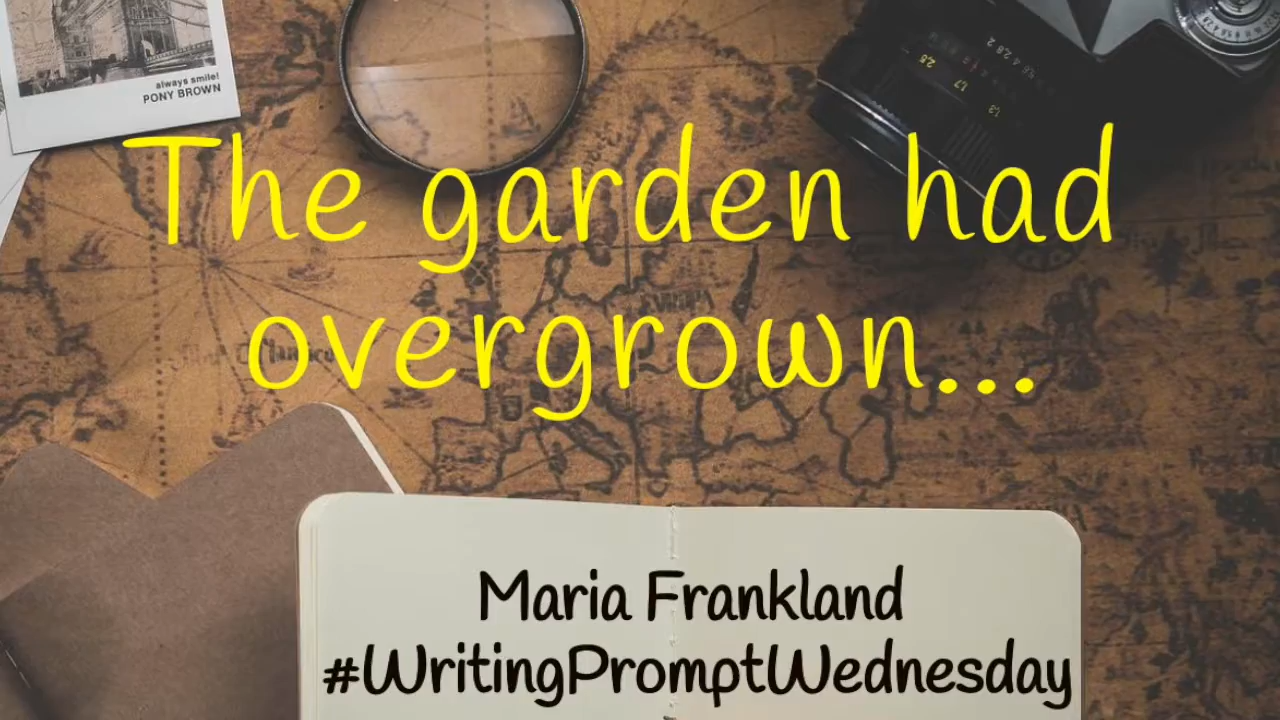 always smile!
PONY BROWN
The garden had
overgrown...
Maria Frankland
#WritingPromptWednesday